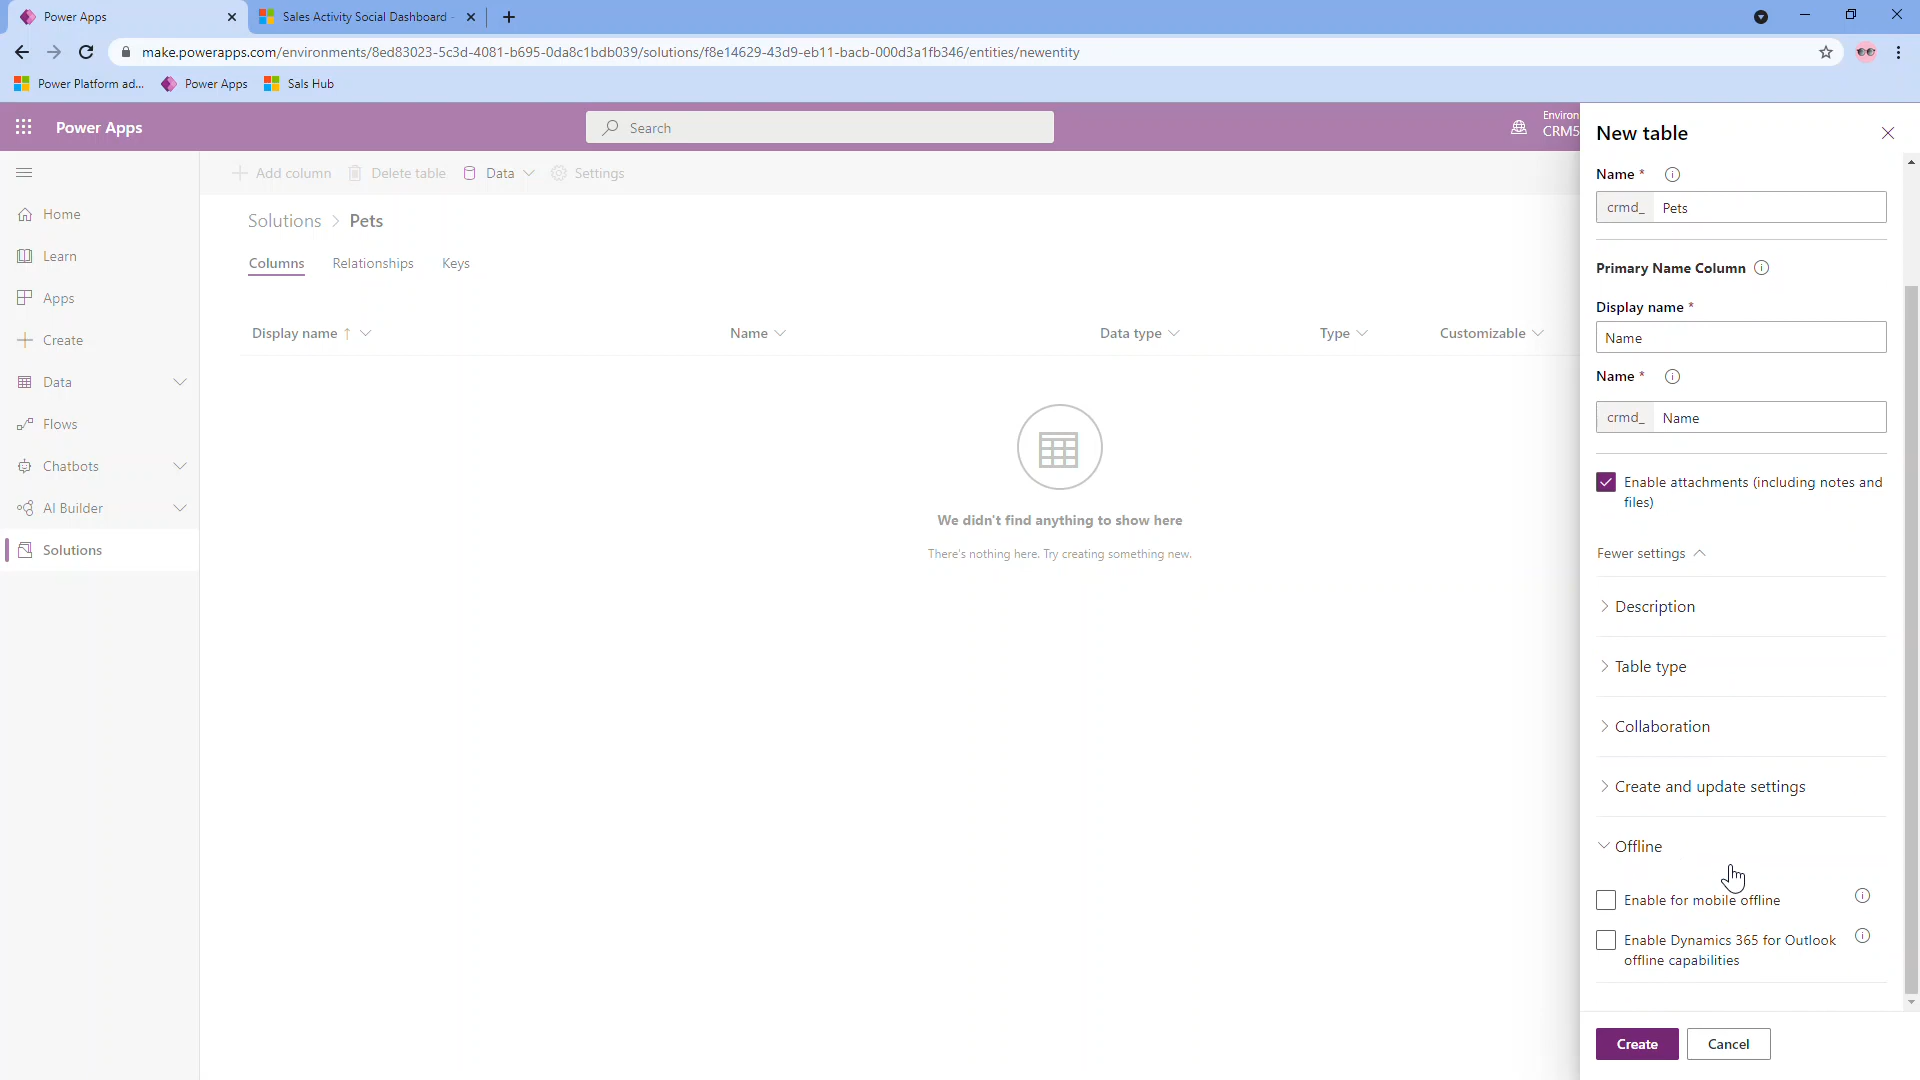 Power Apps
Sales Activity Social Dashboard -
make.powerapps.com/environments/8ed83023-5c3d-4081-b695-0da8c1bdb039/solutions/f8e14629-43d9-eb11-bacb-000d3a1fb346/entities/newentity
Power Platform ad...
Power Apps
Sals Hub
Power Apps
Search
Environ
CRM5
Home
Learn
Apps
Create
Data
Flows
Chatbots
AI Builder
Solutions
Add column
Delete table
Data
Settings
Solutions > Pets
Columns
Relationships
Keys
Display name ↑
Name
Data type
Type
Customizable
We didn't find anything to show here
There's nothing here. Try creating something new.
New table
Name *
crmd_ Pets
Primary Name Column
Display name *
Name
Name *
crmd_ Name
Enable attachments (including notes and
files)
Fewer settings
Description
Table type
Collaboration
Create and update settings
Offline
Enable for mobile offline
Enable Dynamics 365 for Outlook
offline capabilities
Create
Cancel